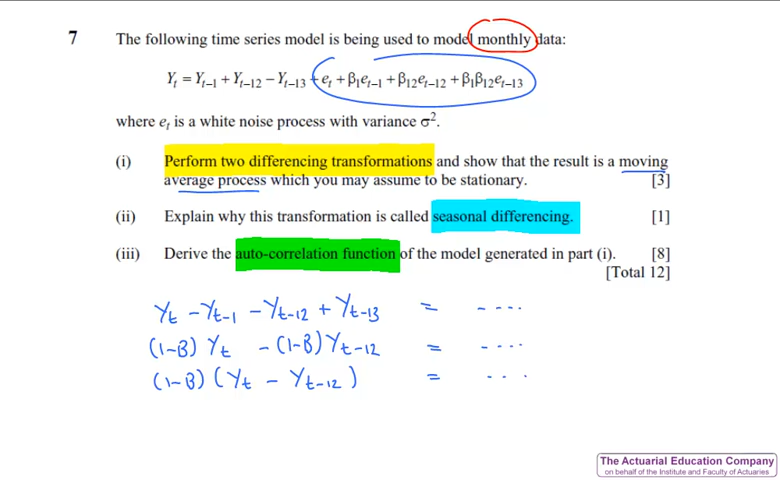 7 The following time series model is being used to model monthly data:
Yₜ = Yₜ₋₁ + Yₜ₋₁₂ − Yₜ₋₁₃ + eₜ + β₁eₜ₋₁ + β₁₂eₜ₋₁₂ + β₁β₁₂eₜ₋₁₃
where eₜ is a white noise process with variance σ².
(i) Perform two differencing transformations and show that the result is a moving
average process which you may assume to be stationary. [3]
(ii) Explain why this transformation is called seasonal differencing. [1]
(iii) Derive the auto-correlation function of the model generated in part (i). [8]
[Total 12]
Yₜ − Yₜ₋₁ − Yₜ₋₁₂ + Yₜ₋₁₃ = ....
(1−B) Yₜ − (1−B) Yₜ₋₁₂ = ....
(1−B) (Yₜ − Yₜ₋₁₂) = ...
The Actuarial Education Company
on behalf of the Institute and Faculty of Actuaries